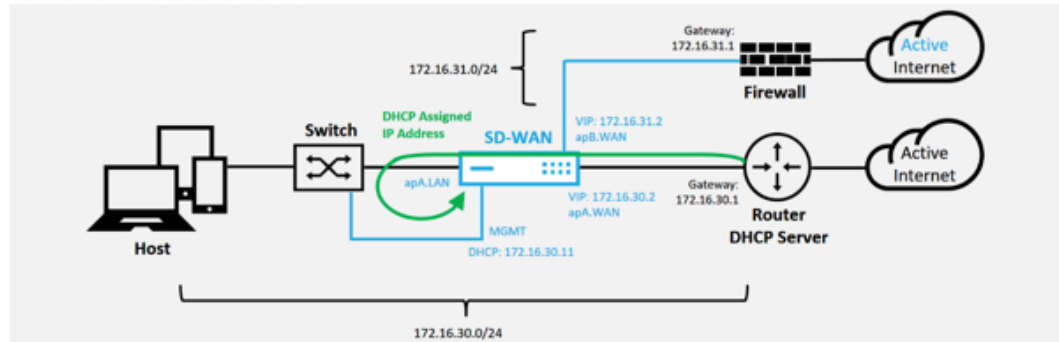 Gateway:
172.16.31.1
Active
Internet
172.16.31.0/24
Firewall
DHCP Assigned
IP Address
SD-WAN
VIP: 172.16.31.2
apB.WAN
Switch
Active
Internet
apA.LAN
Gateway:
172.16.30.1
VIP: 172.16.30.2
apA.WAN
Router
DHCP Server
MGMT
DHCP: 172.16.30.11
Host
172.16.30.0/24